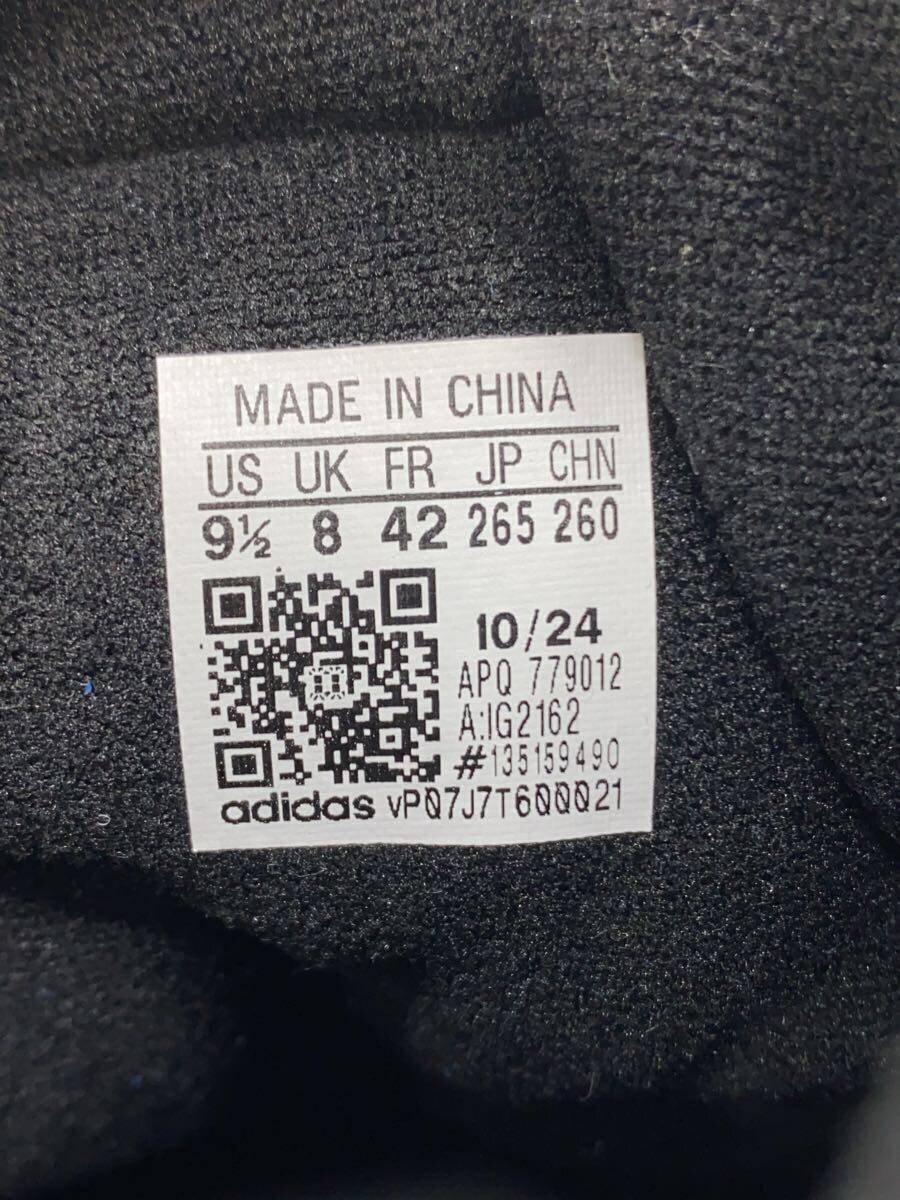 MADE IN CHINA
US UK FR JP CHN
9½ 8 42 265 260
10/24
APQ 779012
A:IG2162
#135159490
adidas vP07J7T600021